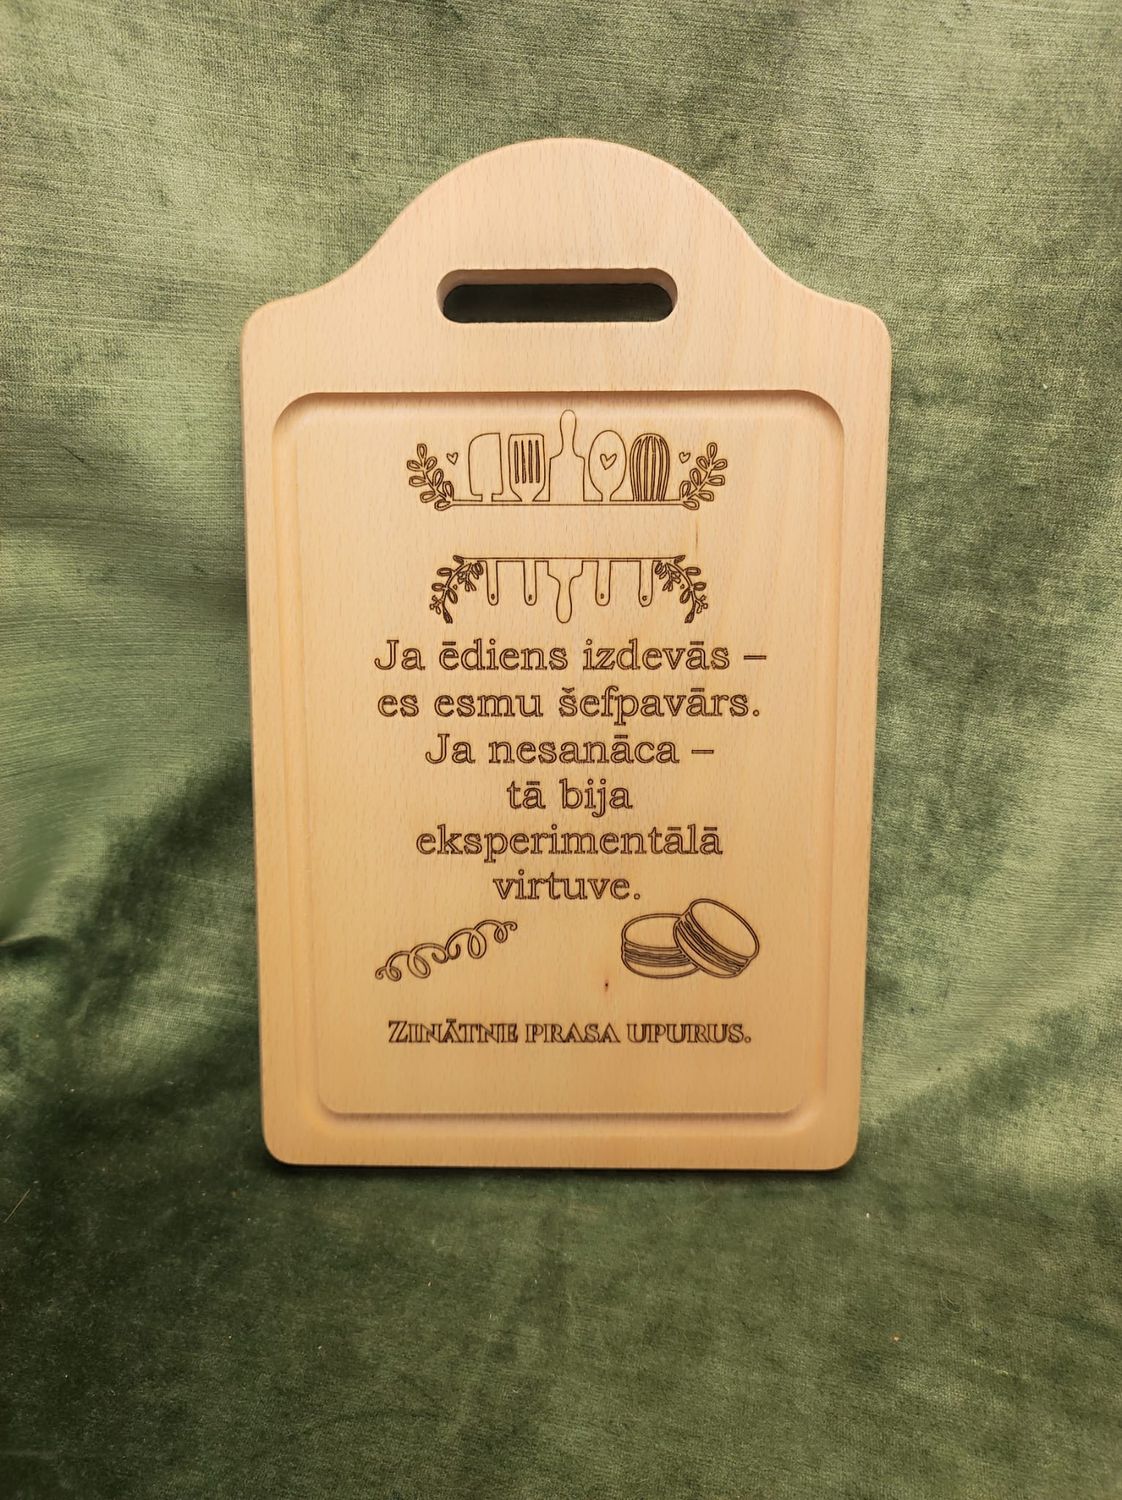 Ja ēdiens izdevās –
es esmu šefpavārs.
Ja nesanāca –
tā bija
eksperimentālā
virtuve.
Zinātne prasa upurus.